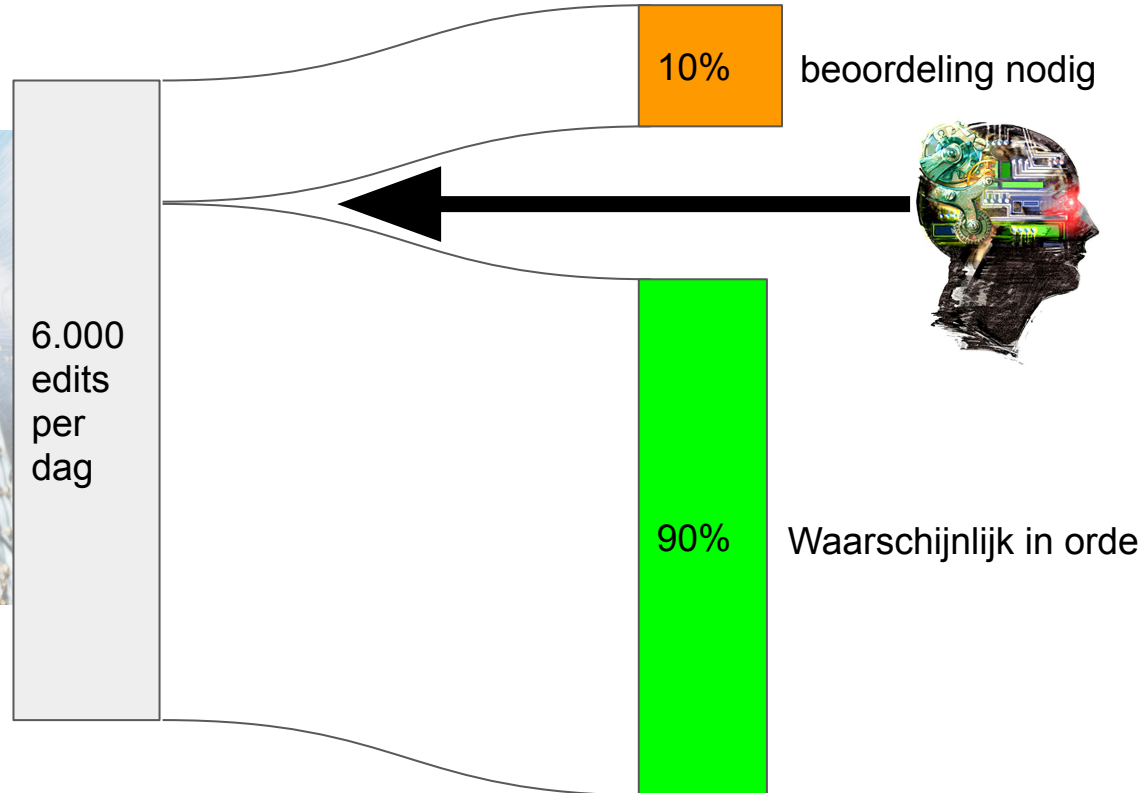 10%
beoordeling nodig
6.000
edits
per
dag
90%
Waarschijnlijk in orde